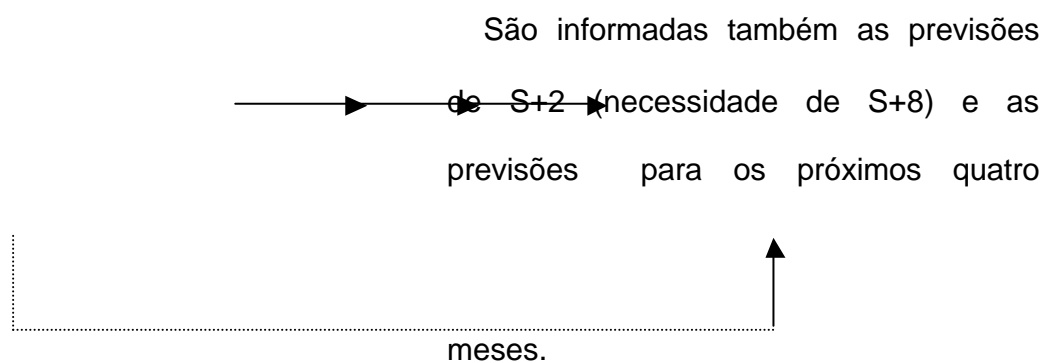 São informadas também as previsões
de S+2 (necessidade de S+8) e as
previsões para os próximos quatro
meses.